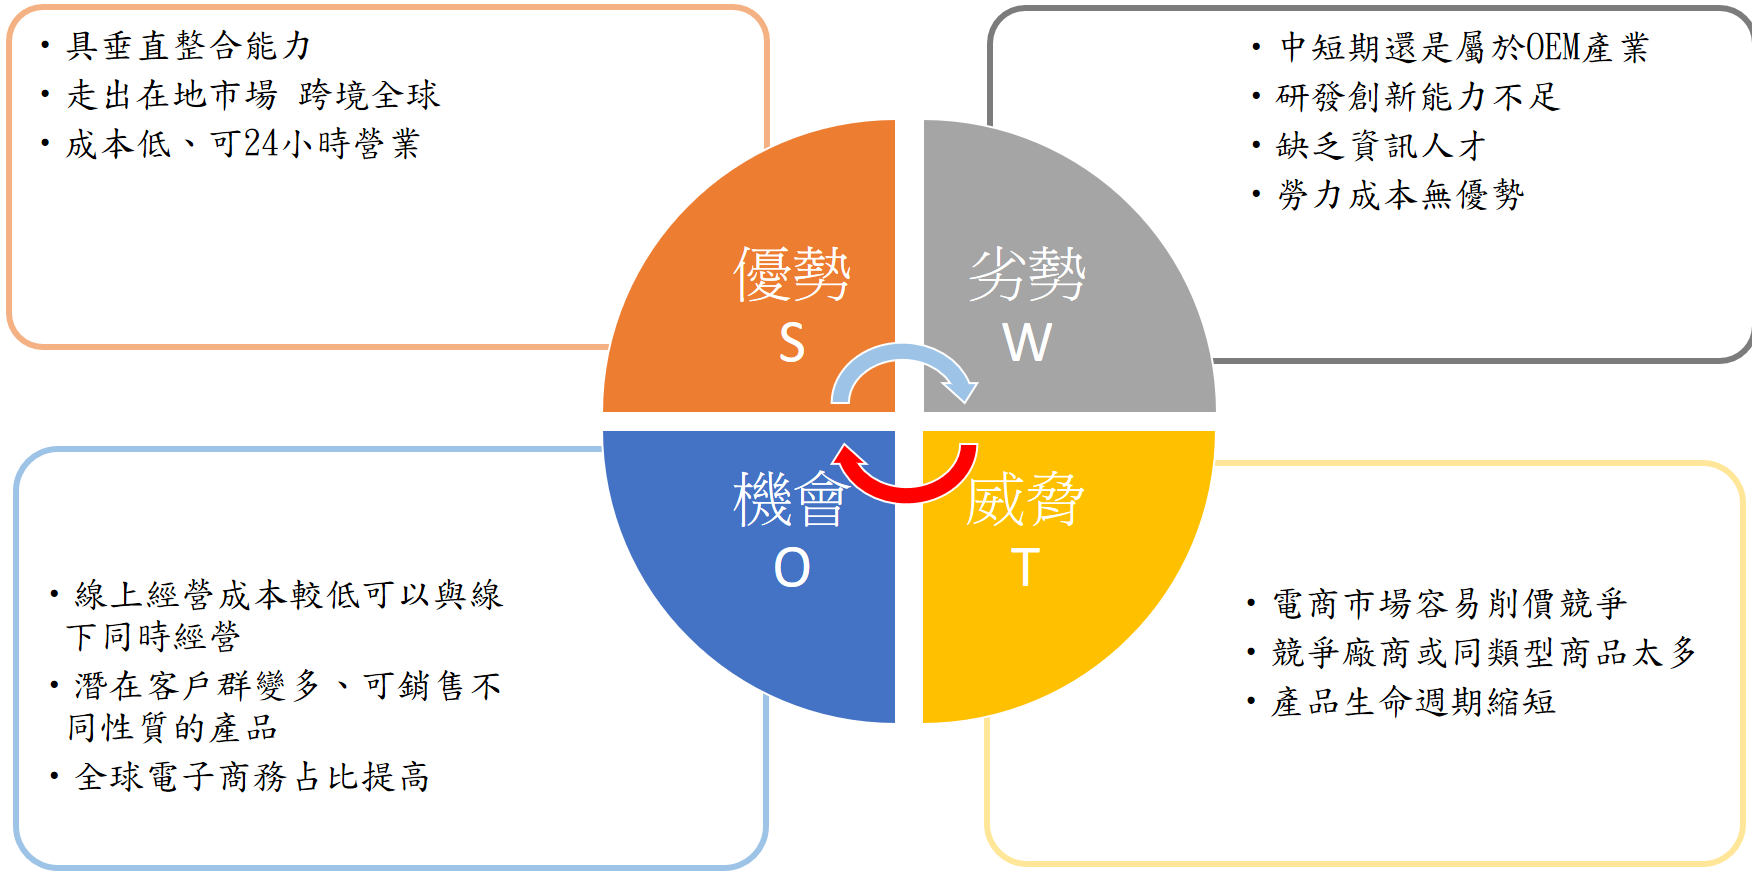 • 具垂直整合能力
• 走出在地市場 跨境全球
• 成本低、可24小時營業
• 中短期還是屬於OEM產業
• 研發創新能力不足
• 缺乏資訊人才
• 勞力成本無優勢
優勢
S
劣勢
W
機會
O
威脅
T
• 線上經營成本較低可以與線
下同時經營
• 潛在客戶群變多、可銷售不
同性質的產品
• 全球電子商務占比提高
• 電商市場容易削價競爭
• 競爭廠商或同類型商品太多
• 產品生命週期縮短